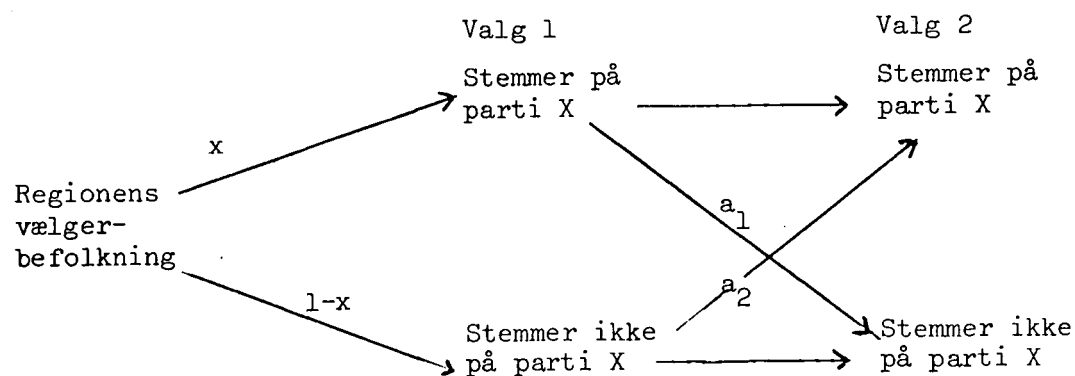 Valg 1
Valg 2
Stemmer på
parti X
Stemmer på
parti X
x
Regionens
vælger-
befolkning
a1
a2
1-x
Stemmer ikke
på parti X
Stemmer ikke
på parti X